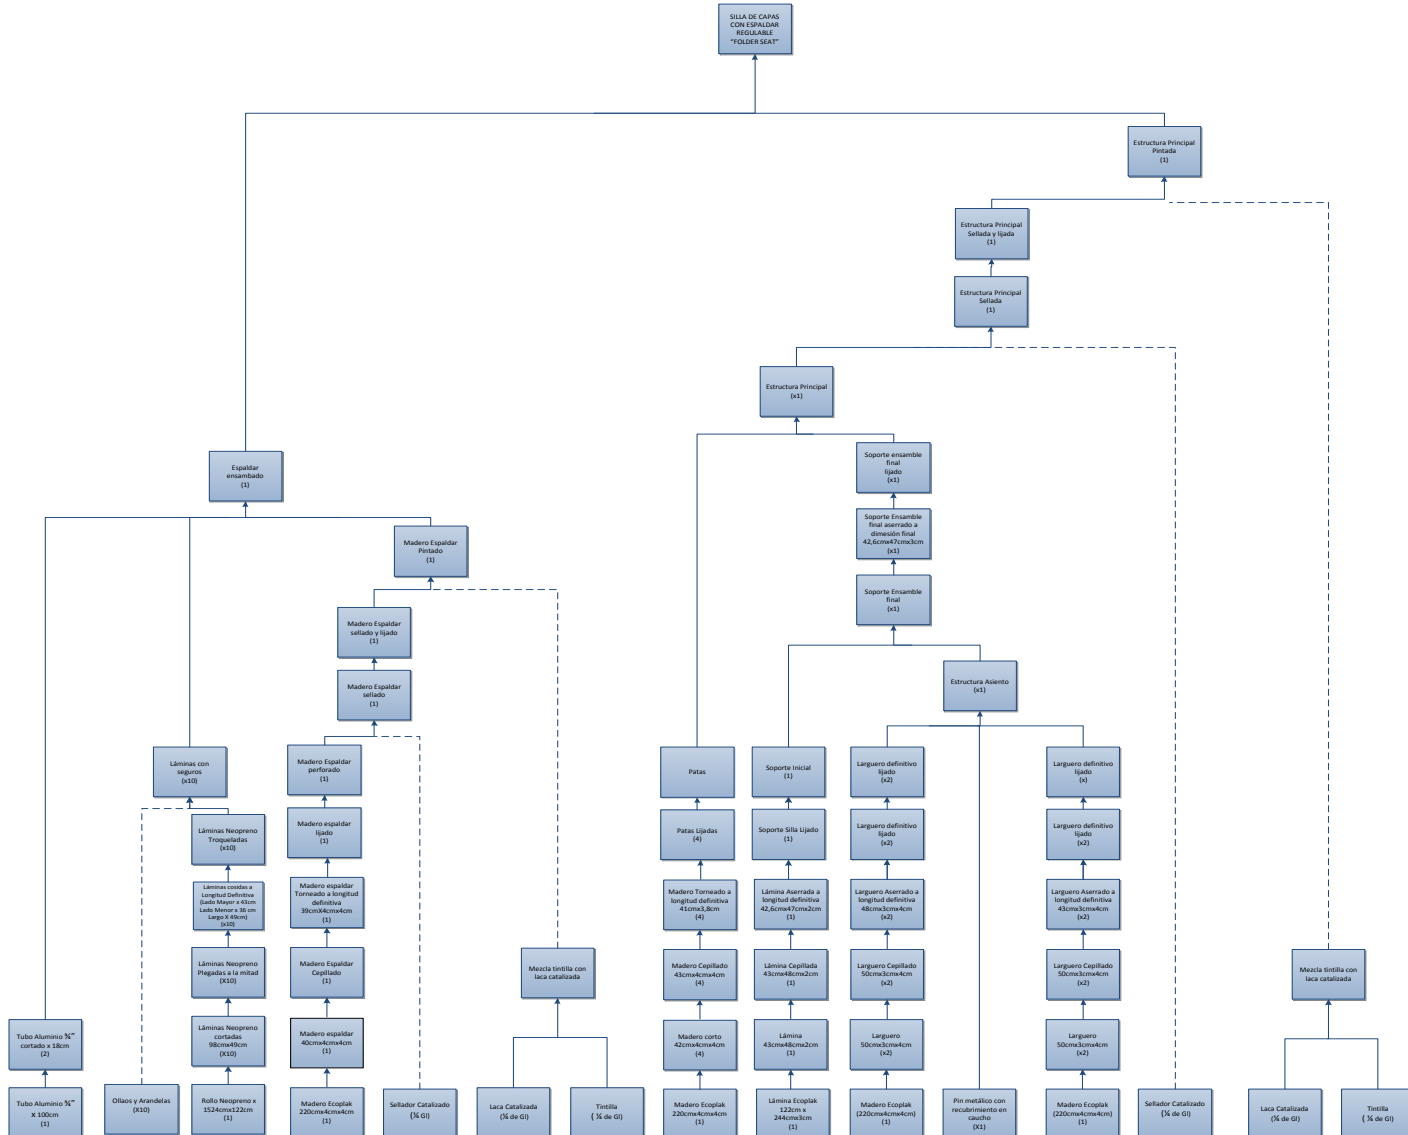 SILLA DE CAPAS
CON ESPALDAR
REGULABLE
"FOLDER SEAT"
Estructura Principal
Pintada
(1)
Estructura Principal
Sellada y lijada
(1)
Estructura Principal
Sellada
(1)
Estructura Principal
(x1)
Soporte ensamble
final
lijado
(x1)
Espaldar
ensambado
(1)
Soporte Ensamble
final aserrado a
dimesión final
42,6cmx47cmx3cm
(x1)
Madero Espaldar
Pintado
(1)
Soporte Ensamble
final
(x1)
Madero Espaldar
sellado y lijado
(1)
Estructura Asiento
(x1)
Madero Espaldar
sellado
(1)
Láminas con
seguros
(x10)
Madero Espaldar
perforado
(1)
Patas
Soporte Inicial
(1)
Larguero definitivo
lijado
(x2)
Larguero definitivo
lijado
(x)
Láminas Neopreno
Troqueladas
(x10)
Madero espaldar
lijado
(1)
Patas Lijadas
(4)
Soporte Silla Lijado
(1)
Larguero definitivo
lijado
(x2)
Larguero definitivo
lijado
(x2)
Láminas cosidas a
Longitud Definitiva
(Lado Mayor x 43cm
Lado Menor x 36 cm
Largo X 49cm)
(x10)
Madero espaldar
Torneado a longitud
definitiva
39cmX4cmx4cm
(1)
Madero Torneado a
longitud definitiva
41cmx3,8cm
(4)
Lámina Aserrada a
longitud definitiva
42,6cmx47cmx2cm
(1)
Larguero Aserrado a
longitud definitiva
48cmx3cmx4cm
(x2)
Larguero Aserrado a
longitud definitiva
43cmx3cmx4cm
(x2)
Láminas Neopreno
Plegadas a la mitad
(X10)
Madero Espaldar
Cepillado
(1)
Mezcla tintilla con
laca catalizada
Madero Cepillado
43cmx4cmx4cm
(4)
Lámina Cepillada
43cmx48cmx2cm
(1)
Larguero Cepillado
50cmx3cmx4cm
(x2)
Larguero Cepillado
50cmx3cmx4cm
(x2)
Mezcla tintilla con
laca catalizada
Tubo Aluminio ¾"
cortado x 18cm
(2)
Láminas Neopreno
cortadas
98cmx49cm
(X10)
Madero espaldar
40cmx4cmx4cm
(1)
Madero corto
42cmx4cmx4cm
(4)
Lámina
43cmx48cmx2cm
(1)
Larguero
50cmx3cmx4cm
(x2)
Larguero
50cmx3cmx4cm
(x2)
Tubo Aluminio ¾"
x 100cm
(1)
Ollaos y Arandelas
(X10)
Rollo Neopreno x
1524cmx122cm
(1)
Madero Ecoplak
220cmx4cmx4cm
(1)
Sellador Catalizado
(¼ Gl)
Laca Catalizada
(¼ de Gl)
Tintilla
( ¼ de Gl)
Madero Ecoplak
220cmx4cmx4cm
(1)
Lámina Ecoplak
122cm x
244cmx3cm
(1)
Madero Ecoplak
(220cmx4cmx4cm)
(1)
Pin metálico con
recubrimiento en
caucho
(X1)
Madero Ecoplak
(220cmx4cmx4cm)
(1)
Sellador Catalizado
(¼ de Gl)
Laca Catalizada
(¼ de Gl)
Tintilla
( ¼ de Gl)